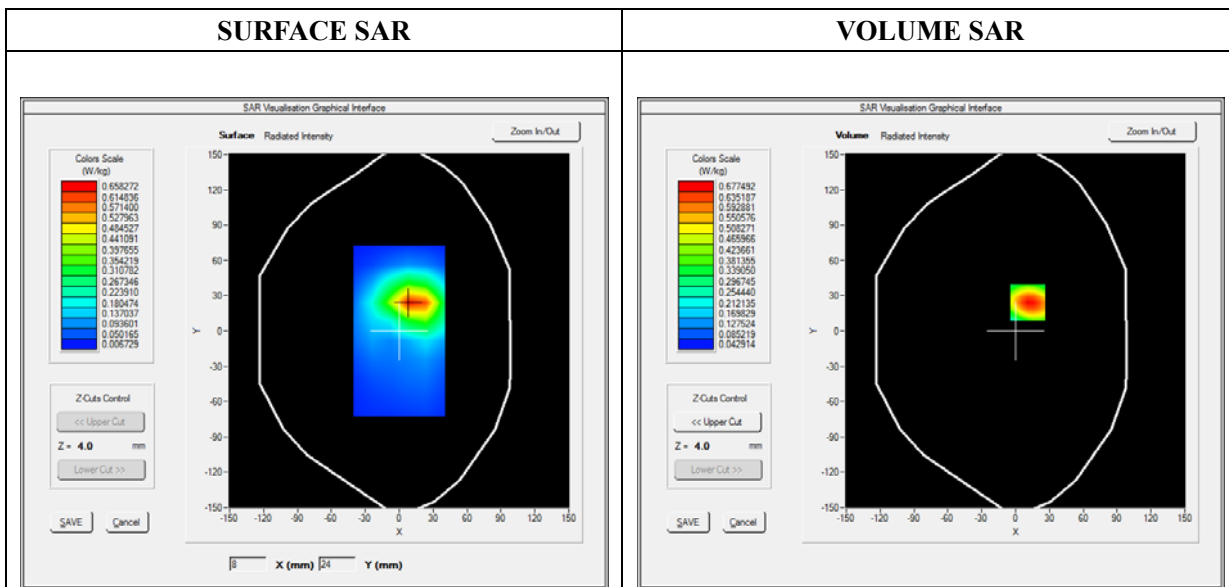 SURFACE SAR
VOLUME SAR
SAR Visualisation Graphical Interface
Surface Radiated Intensity
Zoom In/Out
Colors Scale
(W/kg)
0.658272
0.614836
0.571400
0.527963
0.484527
0.441091
0.397655
0.354219
0.310782
0.267346
0.223910
0.180474
0.137037
0.093601
0.050165
0.006729
150
120
90
60
30
0
-30
-60
-90
-120
-150
Y
-150 -120 -90 -60 -30 0 30 60 90 120 150
X
Z-Cuts Control
<< Upper Cut
Z = 4.0 mm
Lower Cut >>
SAVE Cancel
8 X (mm) 24 Y (mm)
SAR Visualisation Graphical Interface
Volume Radiated Intensity
Zoom In/Out
Colors Scale
(W/kg)
0.677492
0.635187
0.592881
0.550576
0.508271
0.465966
0.423661
0.381355
0.339050
0.296745
0.254440
0.212135
0.169829
0.127524
0.085219
0.042914
150
120
90
60
30
0
-30
-60
-90
-120
-150
Y
-150 -120 -90 -60 -30 0 30 60 90 120 150
X
Z-Cuts Control
<< Upper Cut
Z = 4.0 mm
Lower Cut >>
SAVE Cancel